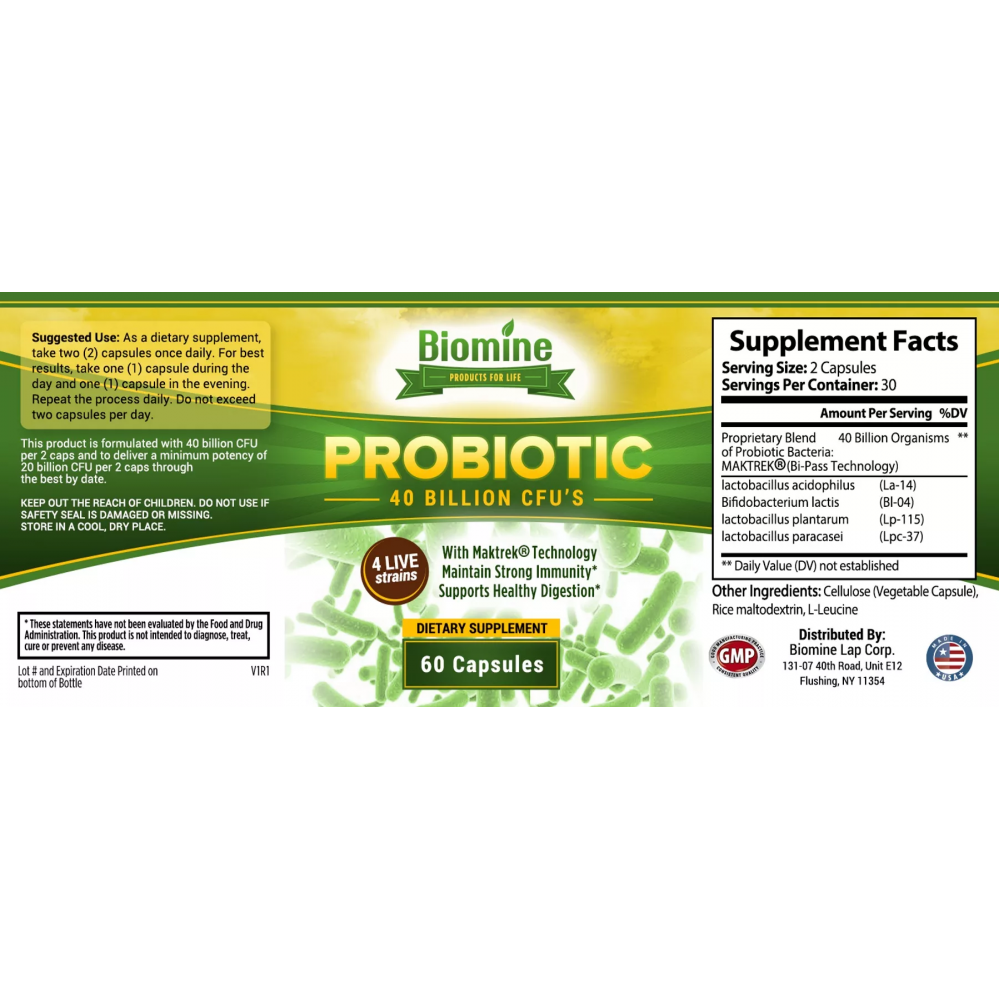 Suggested Use: As a dietary supplement,
take two (2) capsules once daily. For best
results, take one (1) capsule during the
day and one (1) capsule in the evening.
Repeat the process daily. Do not exceed
two capsules per day.
This product is formulated with 40 billion CFU
per 2 caps and to deliver a minimum potency of
20 billion CFU per 2 caps through
the best by date.
KEEP OUT THE REACH OF CHILDREN. DO NOT USE IF
SAFETY SEAL IS DAMAGED OR MISSING.
STORE IN A COOL, DRY PLACE.
* These statements have not been evaluated by the Food and Drug
Administration. This product is not intended to diagnose, treat,
cure or prevent any disease.
Lot # and Expiration Date Printed on
bottom of Bottle
V1R1
Biomine
PRODUCTS FOR LIFE
PROBIOTIC
40 BILLION CFU'S
4 LIVE
strains
With Maktrek® Technology
Maintain Strong Immunity*
Supports Healthy Digestion*
DIETARY SUPPLEMENT
60 Capsules
Supplement Facts
Serving Size: 2 Capsules
Servings Per Container: 30
Amount Per Serving %DV
Proprietary Blend 40 Billion Organisms **
of Probiotic Bacteria:
MAKTREK®(Bi-Pass Technology)
lactobacillus acidophilus (La-14)
Bifidobacterium lactis (Bl-04)
lactobacillus plantarum (Lp-115)
lactobacillus paracasei (Lpc-37)
** Daily Value (DV) not established
Other Ingredients: Cellulose (Vegetable Capsule),
Rice maltodextrin, L-Leucine
GOOD MANUFACTURING PRACTICE
GMP
CONSISTENT QUALITY
Distributed By:
Biomine Lap Corp.
131-07 40th Road, Unit E12
Flushing, NY 11354
MADE IN
USA